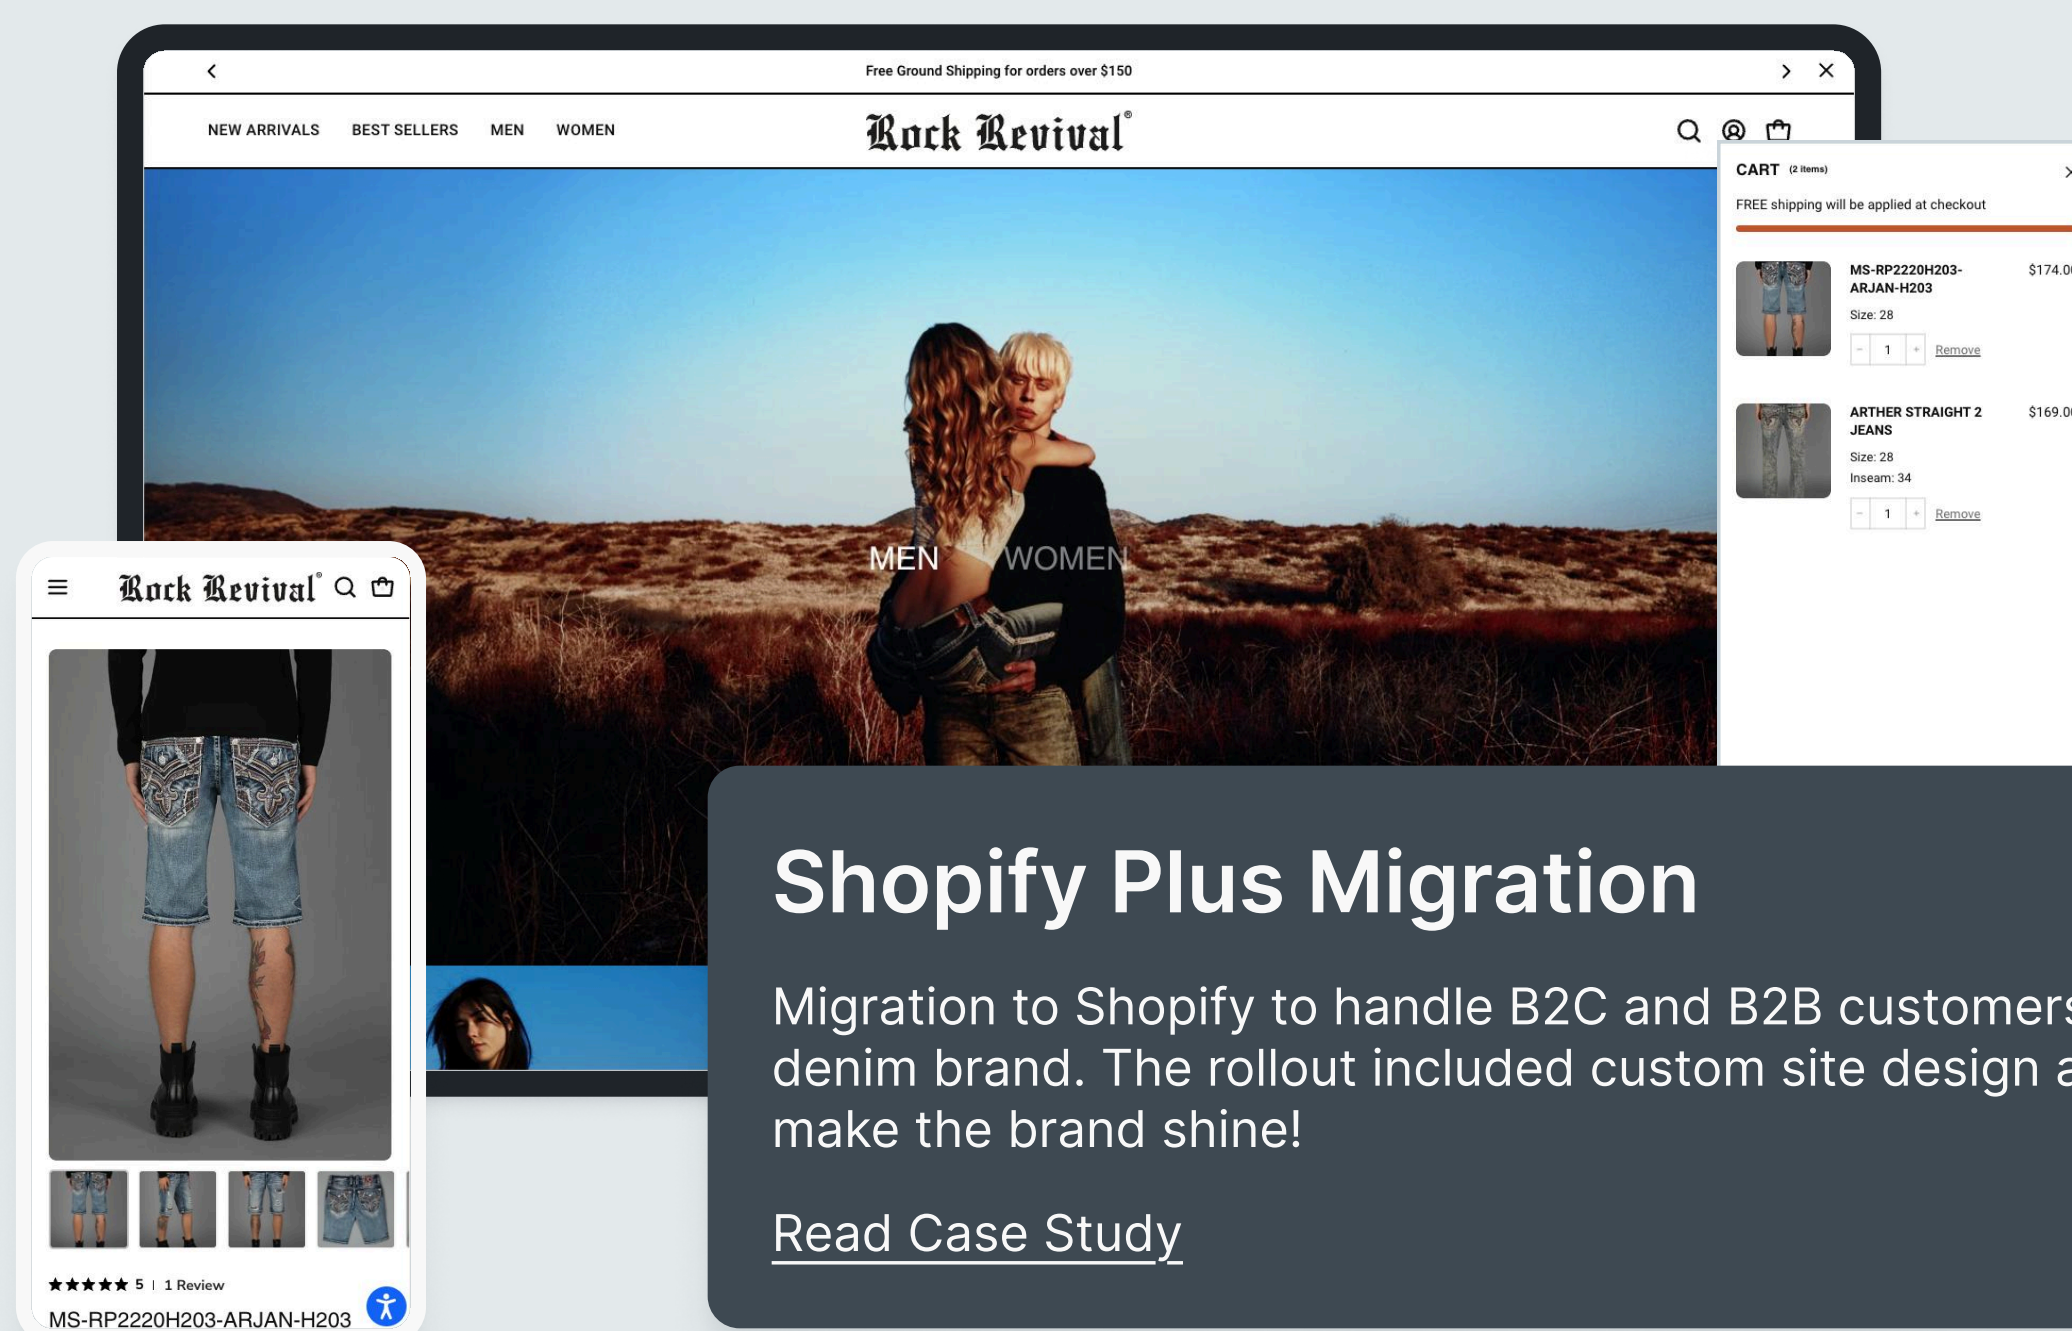 Free Ground Shipping for orders over $150
NEW ARRIVALS BEST SELLERS MEN WOMEN
Rock Revival®
CART (2 items)
FREE shipping will be applied at checkout
MS-RP2220H203-
ARJAN-H203
$174.00
Size: 28
- 1 + Remove
ARTHER STRAIGHT 2
JEANS
$169.00
Size: 28
Inseam: 34
- 1 + Remove
MEN WOMEN
Rock Revival®
★★★★★ 5 | 1 Review
MS-RP2220H203-ARJAN-H203
Shopify Plus Migration
Migration to Shopify to handle B2C and B2B customers
denim brand. The rollout included custom site design a
make the brand shine!
Read Case Study